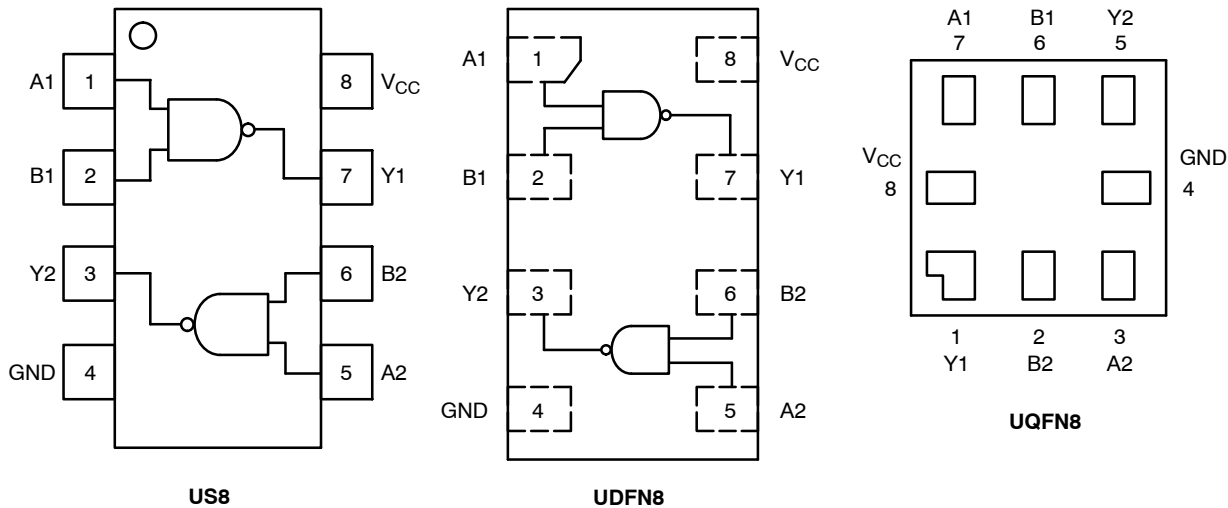 A1 1 8 VCC
B1 2 7 Y1
Y2 3 6 B2
GND 4 5 A2
US8
A1 1 8 VCC
B1 2 7 Y1
Y2 3 6 B2
GND 4 5 A2
UDFN8
A1 B1 Y2
7 6 5
VCC GND
8 4
1 2 3
Y1 B2 A2
UQFN8